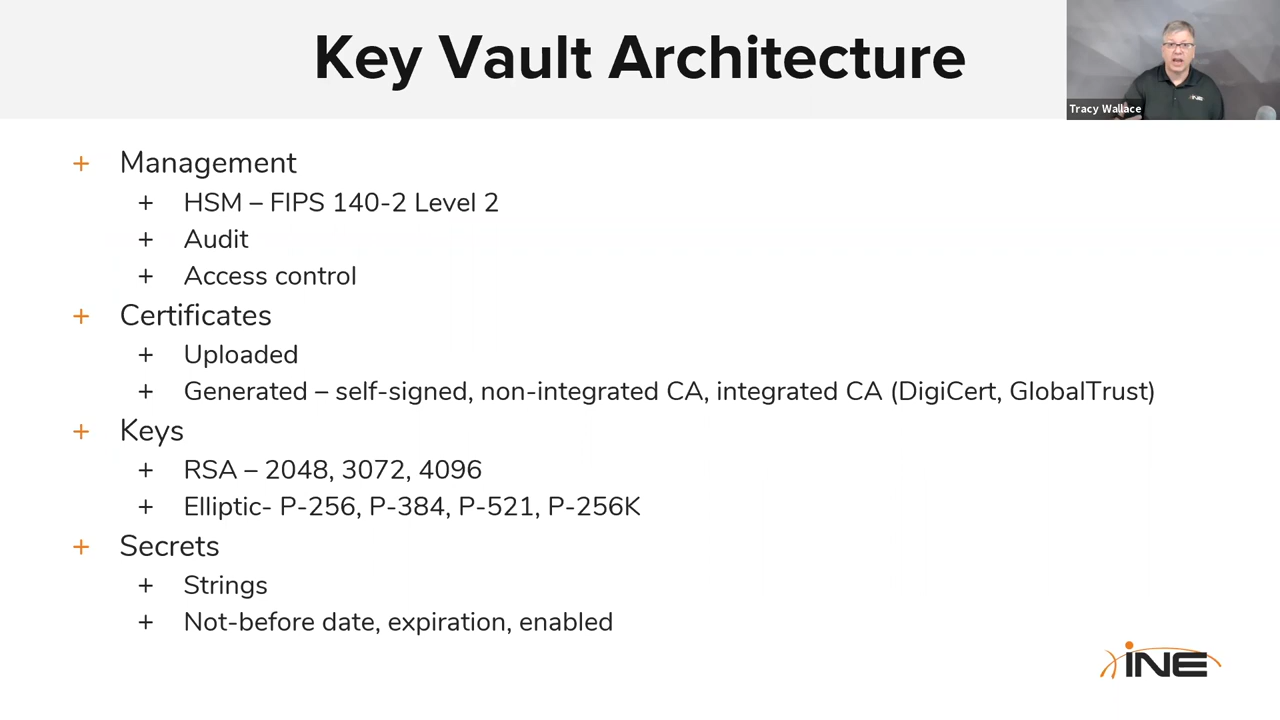 Key Vault Architecture
Tracy Wallace
+ Management
+ HSM – FIPS 140-2 Level 2
+ Audit
+ Access control
+ Certificates
+ Uploaded
+ Generated – self-signed, non-integrated CA, integrated CA (DigiCert, GlobalTrust)
+ Keys
+ RSA – 2048, 3072, 4096
+ Elliptic- P-256, P-384, P-521, P-256K
+ Secrets
+ Strings
+ Not-before date, expiration, enabled
iNE